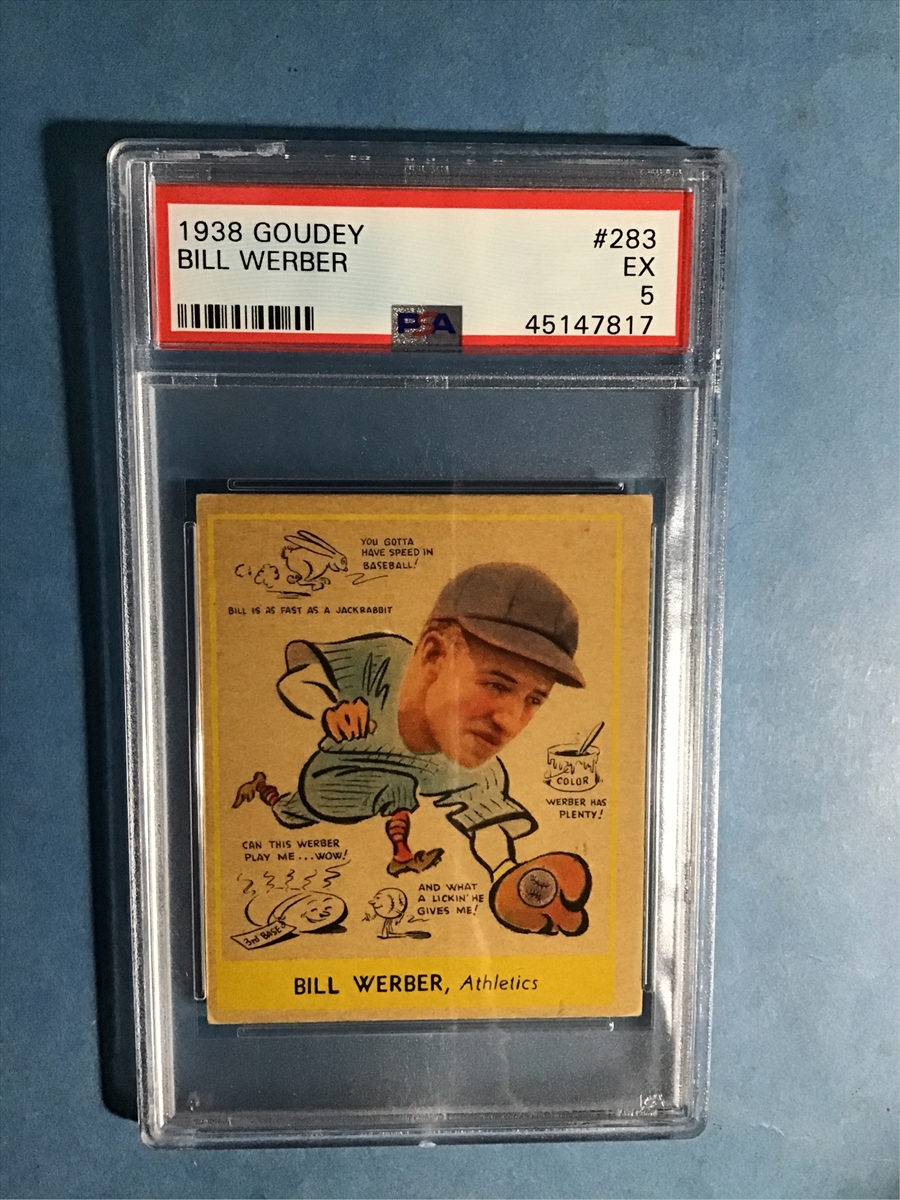 1938 GOUDEY #283
BILL WERBER EX
5
PSA 45147817
YOU GOTTA
HAVE SPEED IN
BASEBALL!
BILL IS AS FAST AS A JACKRABBIT
COLOR
WERBER HAS
PLENTY!
CAN THIS WERBER
PLAY ME...WOW!
AND WHAT
A LICKIN' HE
GIVES ME!
3rd BASE
BILL WERBER, Athletics